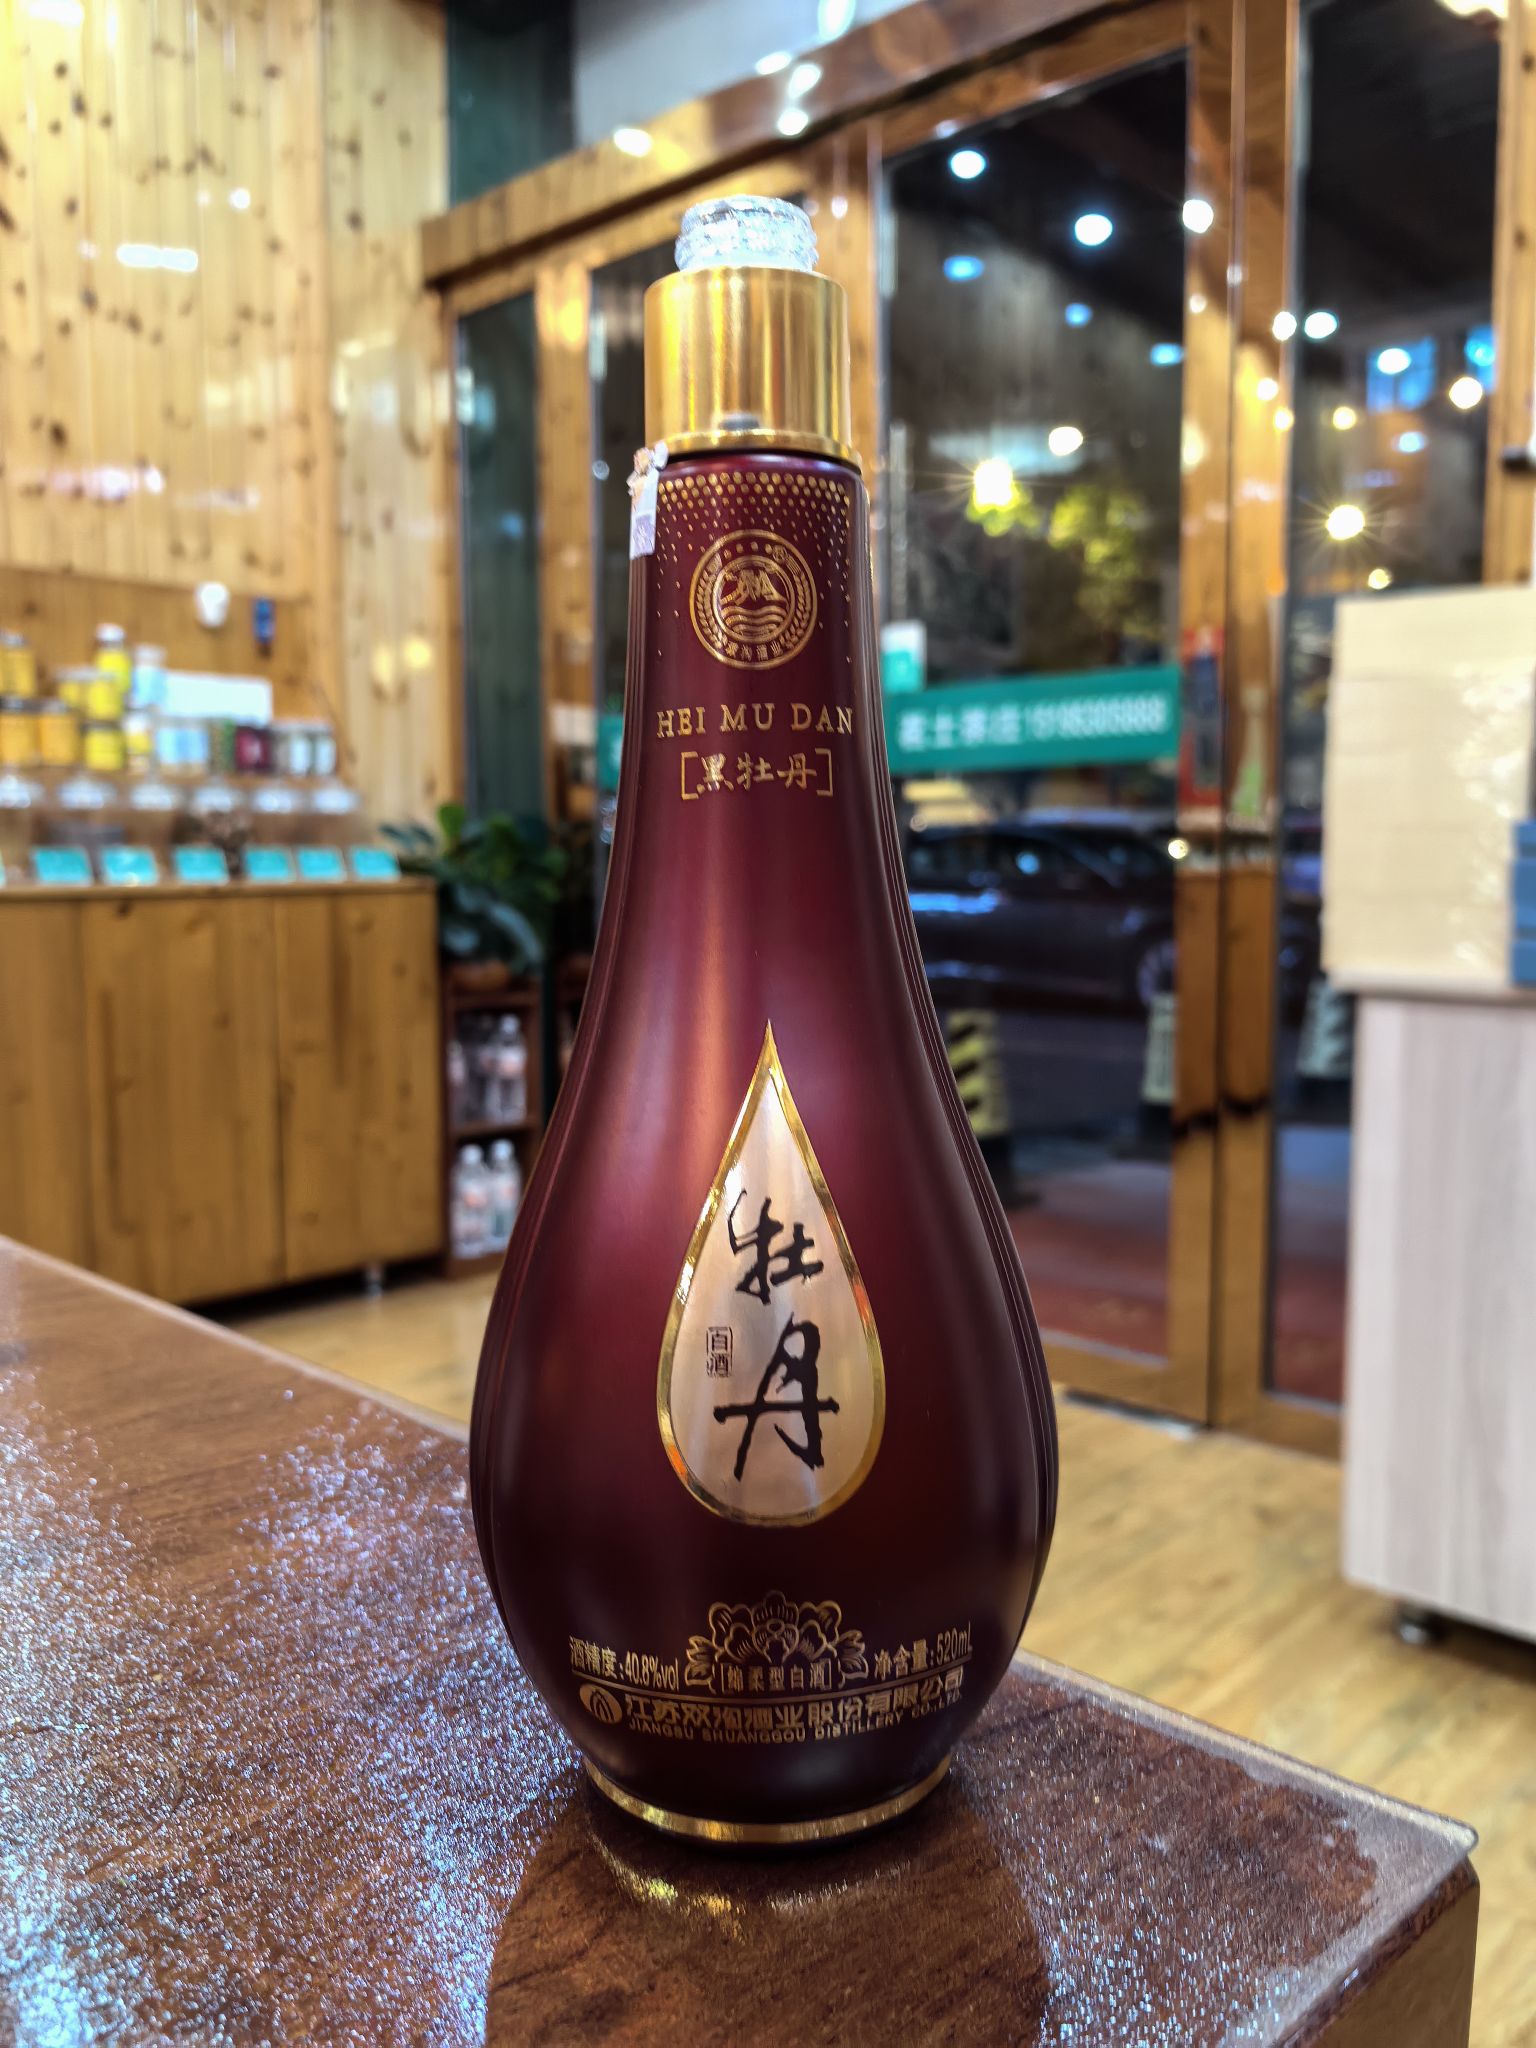 双沟酒业
HEI MU DAN
[黑牡丹]
牡丹
白酒
酒精度:40.8%vol
[绵柔型白酒]
净含量:520mL
江苏双沟酒业股份有限公司
JIANGSU SHUANGGOU DISTILLERY CO.,LTD.